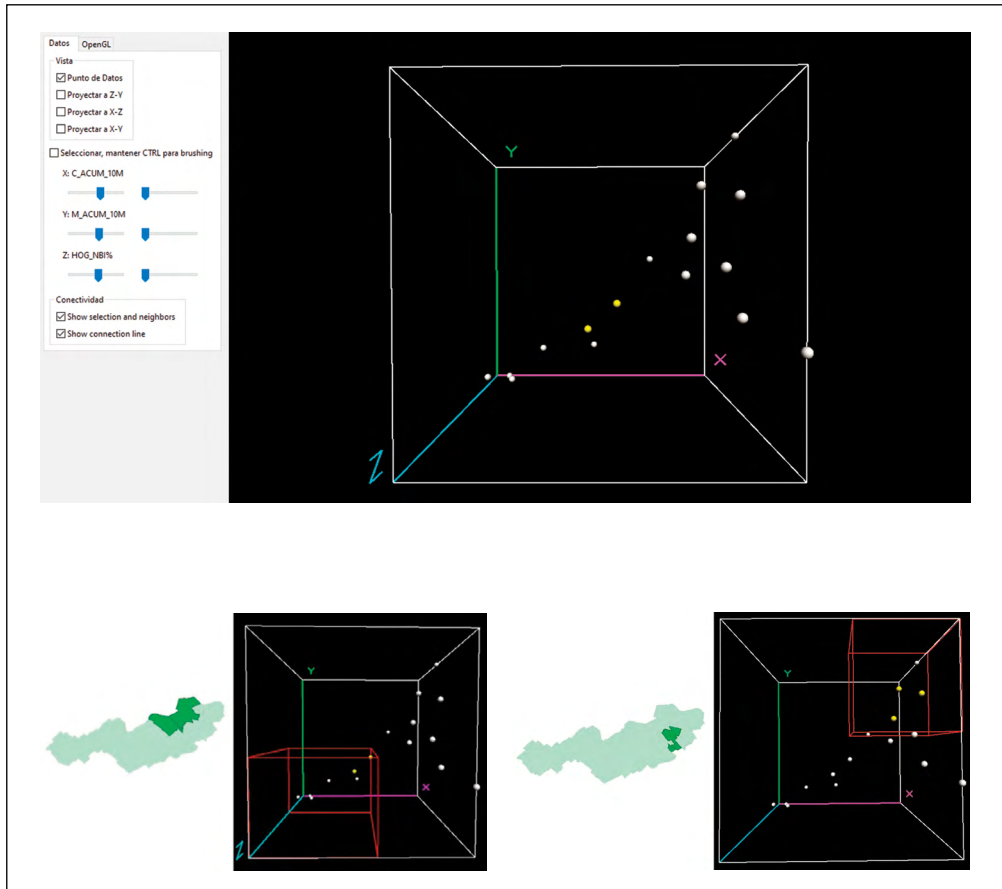 Datos OpenGL
Vista
Punto de Datos
Proyectar a Z-Y
Proyectar a X-Z
Proyectar a X-Y
Seleccionar, mantener CTRL para brushing
X: C_ACUM_10M
Y: M_ACUM_10M
Z: HOG_NBI%
Conectividad
Show selection and neighbors
Show connection line
Y
X
Z
Y
X
Z
Y
X